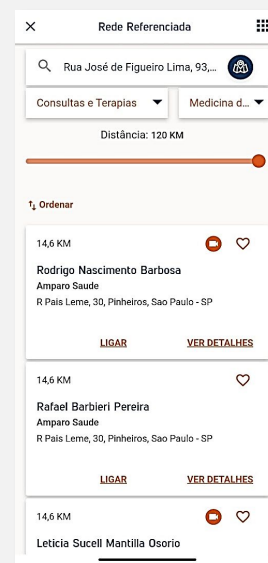 Rede Referenciada
Rua José de Figueiro Lima, 93,...
Consultas e Terapias
Medicina d...
Distância: 120 KM
Ordenar
14,6 KM
Rodrigo Nascimento Barbosa
Amparo Saude
R Pais Leme, 30, Pinheiros, Sao Paulo - SP
LIGAR
VER DETALHES
14,6 KM
Rafael Barbieri Pereira
Amparo Saude
R Pais Leme, 30, Pinheiros, Sao Paulo - SP
LIGAR
VER DETALHES
14,6 KM
Leticia Sucell Mantilla Osorio